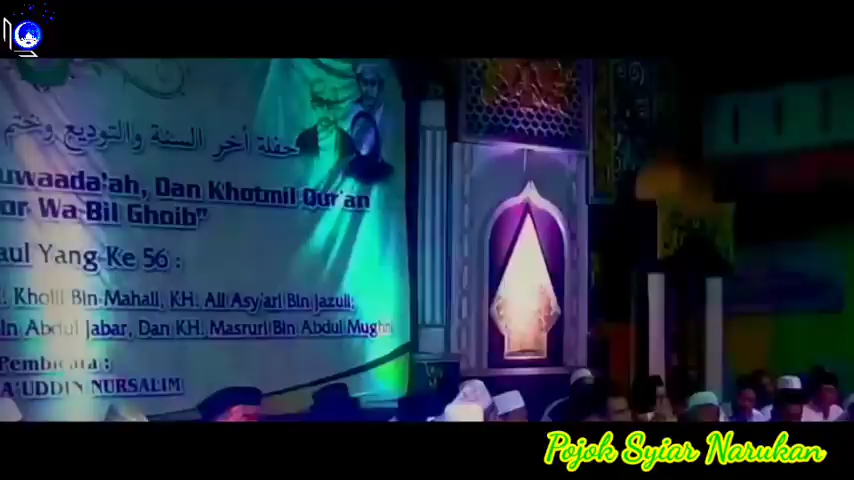 حفلة أخر السنة والتوديع وخت
uwaada'ah, Dan Khotmil Qur'an
or Wa Bil Ghoib"
aul Yang Ke 56 :
. Kholil Bin Mahali, KH. Ali Asy'ari Bin Jazuli,
in Abdul Jabar, Dan KH. Masruri Bin Abdul Mughni
Pembicara :
A'UDDIN NURSALIM
Pojok Syiar Narukan